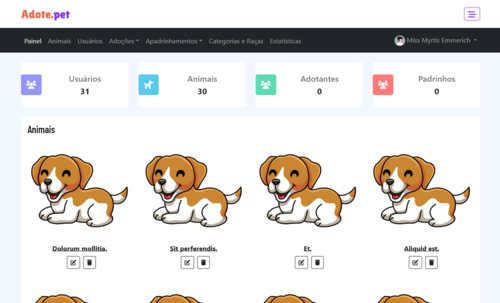 Adote.pet
Painel Animais Usuários Adoções Apadrinhamentos Categorias e Raças Estatísticas Miss Myrtis Emmerich
Usuários Animais Adotantes Padrinhos
31 30 0 0
Animais
Dolorum mollitia. Sit perferendis. Et. Aliquid est.